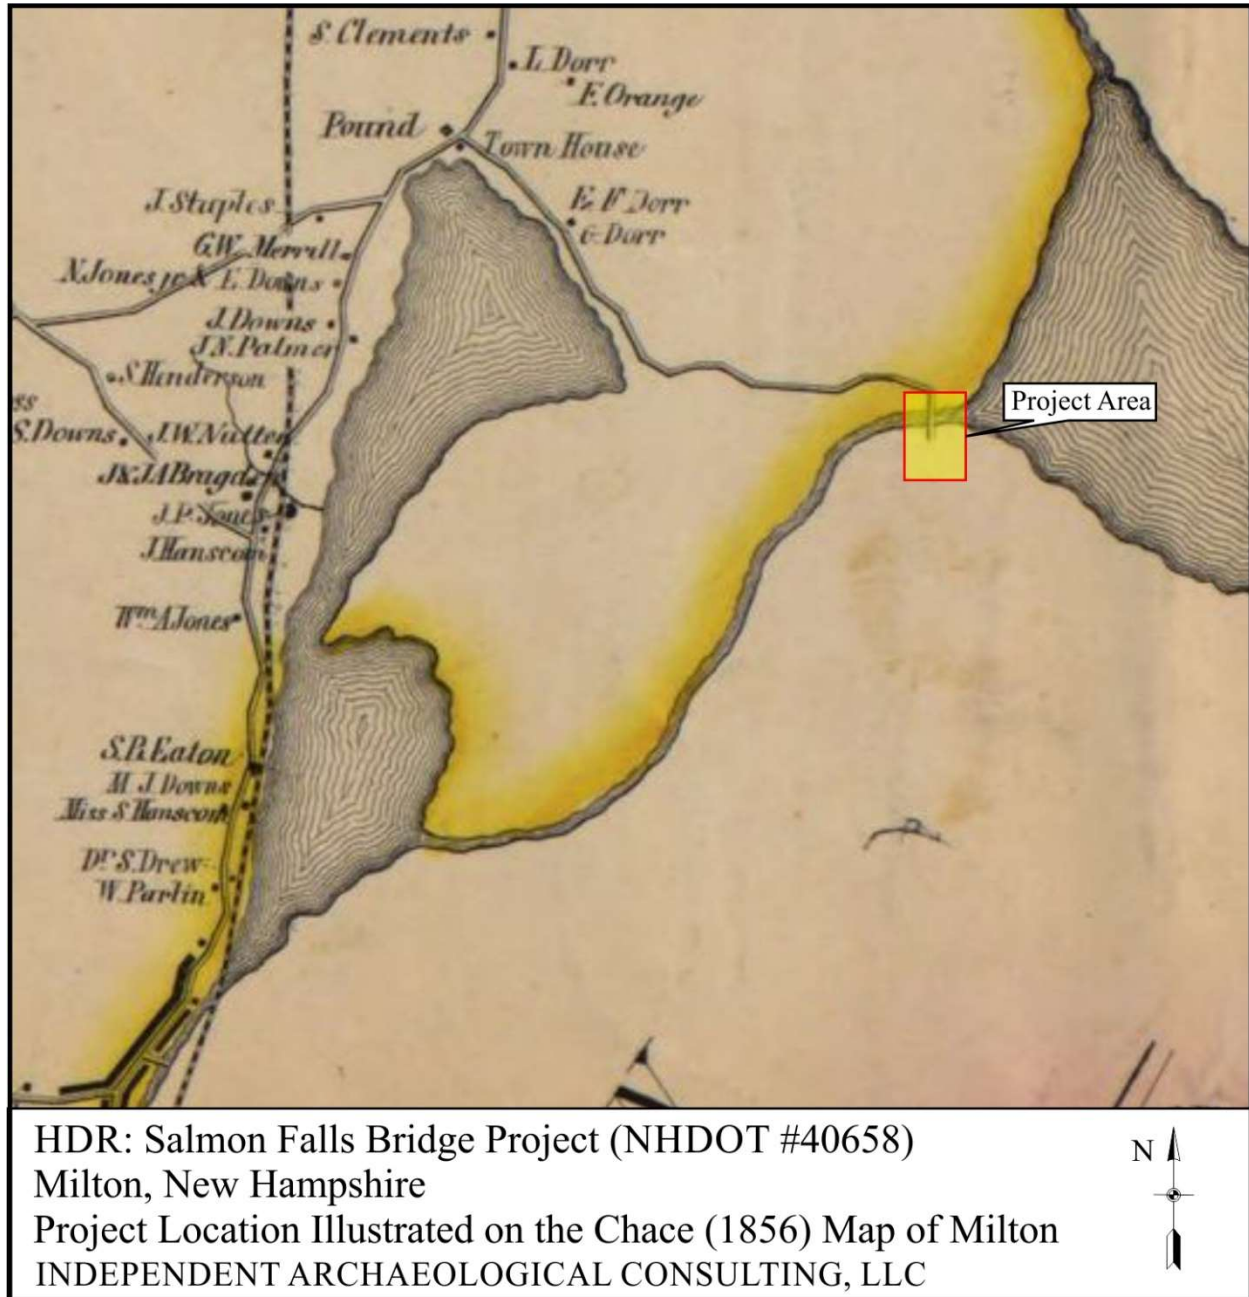 S. Clements
L. Dorr
F. Orange
Pound
Town House
J. Staples
E F Dorr
G. Dorr
G.W. Merrill
N. Jones jr & E. Downs
J. Downs
J.N. Palmer
S. Henderson
ss
S. Downs
J.W. Nutter
J & J A Bragd
J. P. Jones
J. Hanscom
Wm A Jones
S. B. Eaton
M J. Downs
Miss S. Hanscom
Dr S. Drew
W. Parlin
Project Area
HDR: Salmon Falls Bridge Project (NHDOT #40658)
Milton, New Hampshire
Project Location Illustrated on the Chace (1856) Map of Milton
INDEPENDENT ARCHAEOLOGICAL CONSULTING, LLC
N